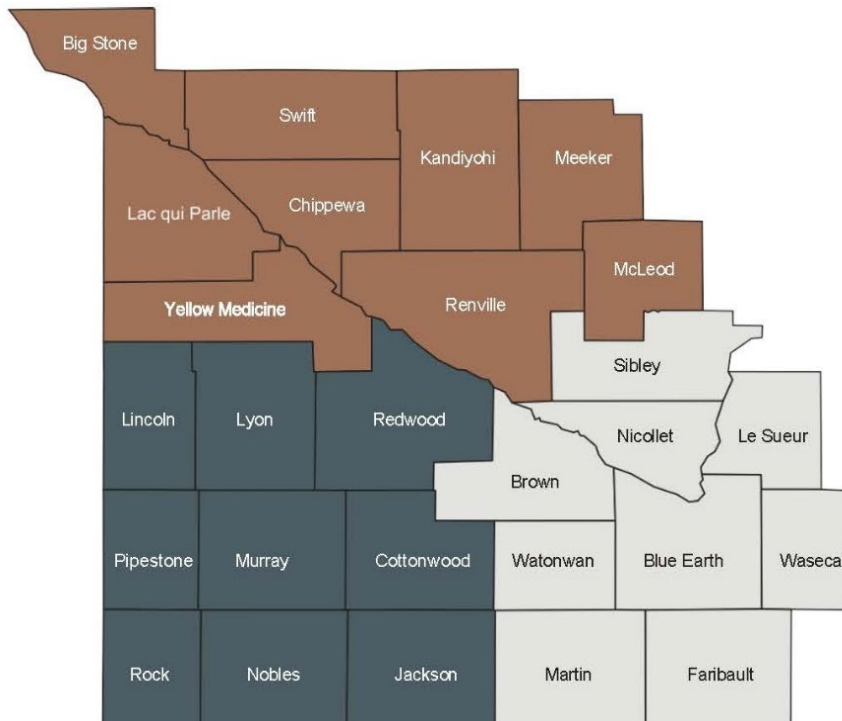 Big Stone
Swift
Kandiyohi
Meeker
Lac qui Parle
Chippewa
McLeod
Yellow Medicine
Renville
Sibley
Lincoln
Lyon
Redwood
Nicollet
Le Sueur
Brown
Pipestone
Murray
Cottonwood
Watonwan
Blue Earth
Waseca
Rock
Nobles
Jackson
Martin
Faribault